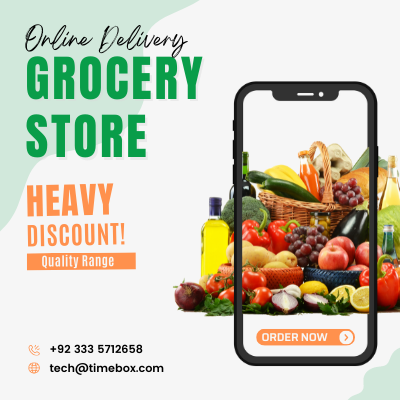 Online Delivery
GROCERY
STORE
HEAVY
DISCOUNT!
Quality Range
ORDER NOW
+92 333 5712658
tech@timebox.com